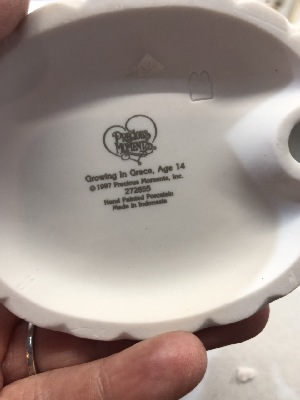 Precious
Moments
Growing In Grace, Age 14
© 1997 Precious Moments, Inc.
272655
Hand Painted Porcelain
Made in Indonesia